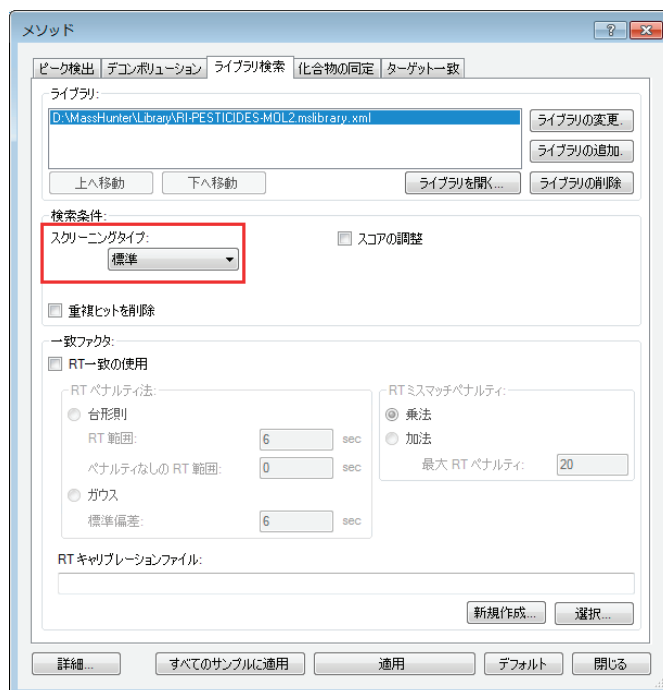 メソッド
ピーク検出 デコンボリューション ライブラリ検索 化合物の同定 ターゲット一致
ライブラリ:
D:\MassHunter\Library\RI-PESTICIDES-MOL2.mslibrary.xml
ライブラリの変更.
ライブラリの追加.
上へ移動 下へ移動 ライブラリを開く... ライブラリの削除
検索条件:
スクリーニングタイプ:
標準
スコアの調整
重複ヒットを削除
一致ファクタ:
RT一致の使用
RT ペナルティ法:
台形則
RT 範囲: 6 sec
ペナルティなしの RT 範囲: 0 sec
ガウス
標準偏差: 6 sec
RT ミスマッチペナルティ:
乗法
加法
最大 RT ペナルティ: 20
RT キャリブレーションファイル:
新規作成... 選択...
詳細... すべてのサンプルに適用 適用 デフォルト 閉じる